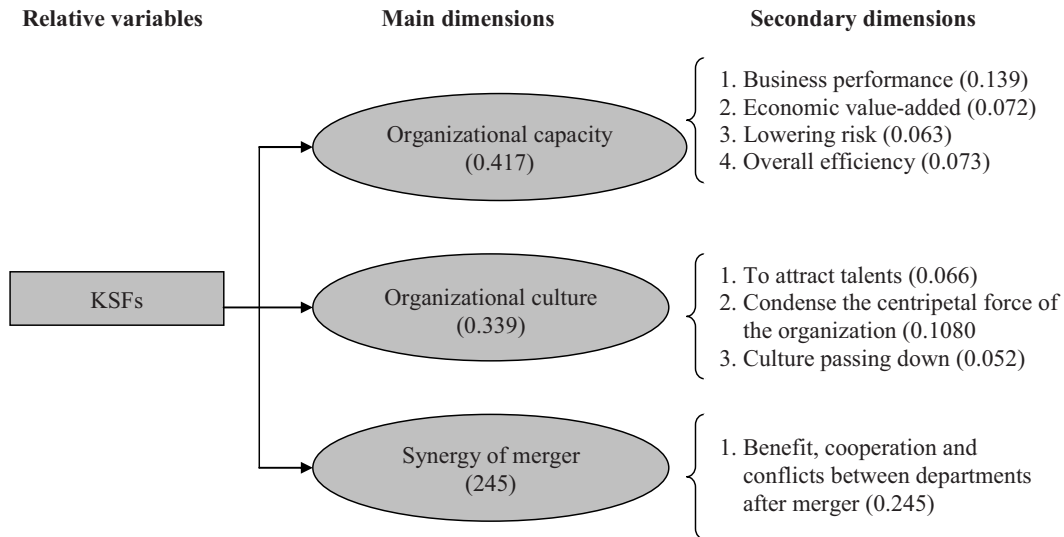 Relative variables
Main dimensions
Secondary dimensions
KSFs
Organizational capacity
(0.417)
1. Business performance (0.139)
2. Economic value-added (0.072)
3. Lowering risk (0.063)
4. Overall efficiency (0.073)
Organizational culture
(0.339)
1. To attract talents (0.066)
2. Condense the centripetal force of
the organization (0.1080
3. Culture passing down (0.052)
Synergy of merger
(245)
1. Benefit, cooperation and
conflicts between departments
after merger (0.245)